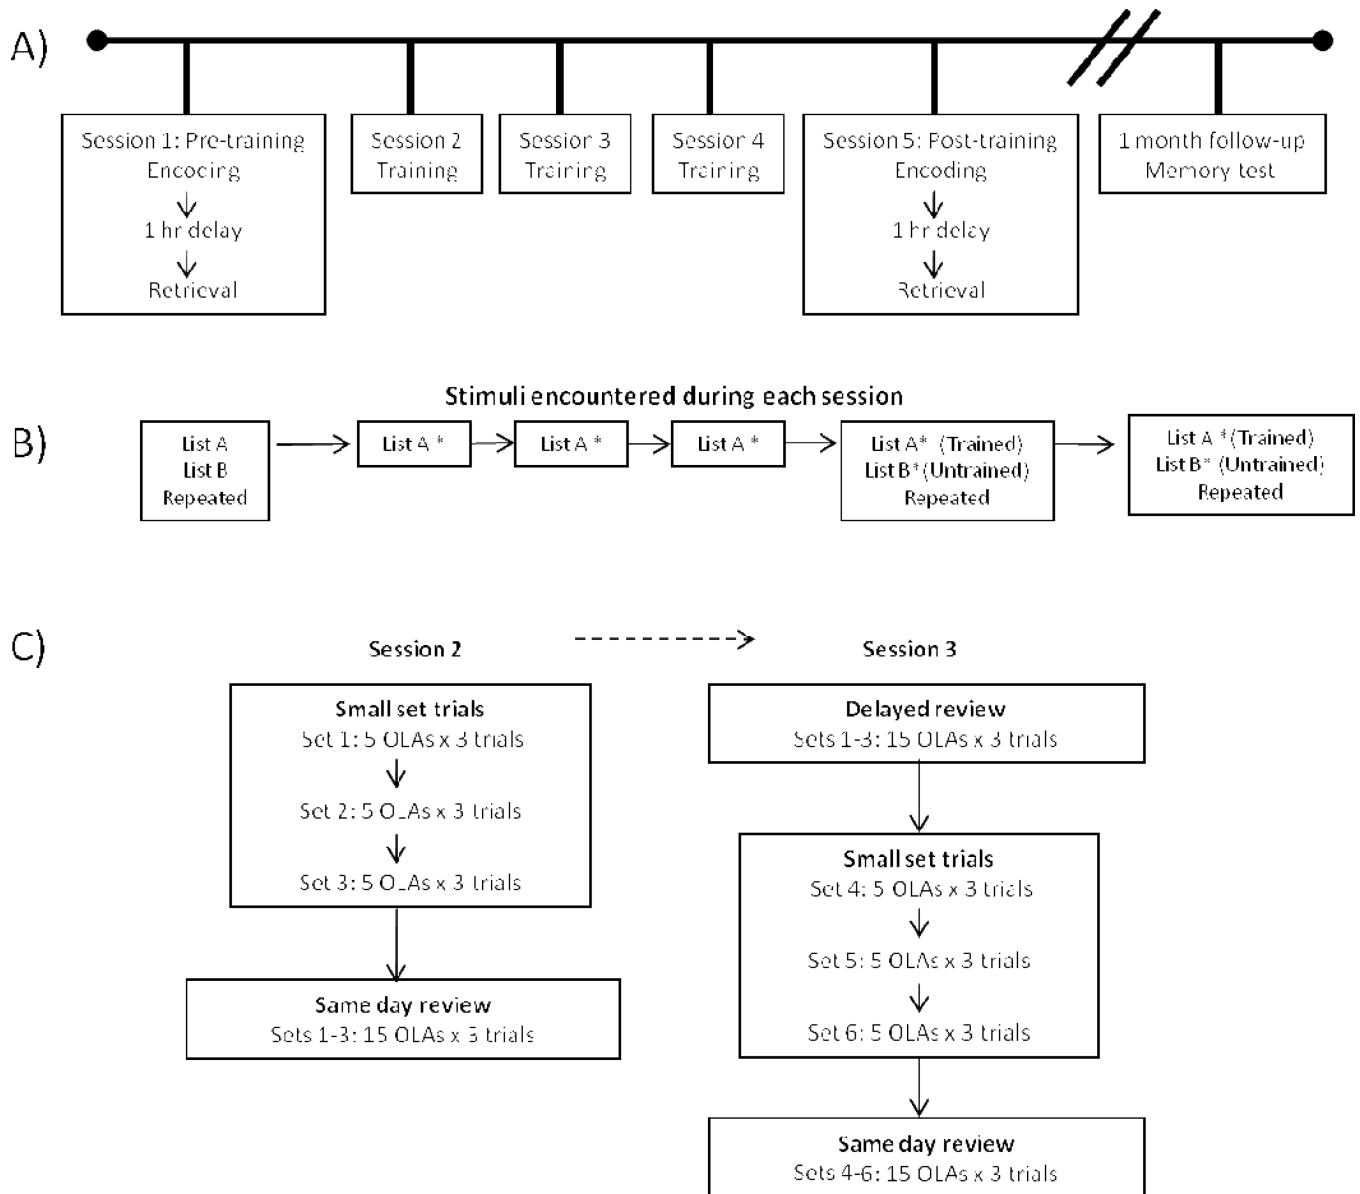 A)
Session 1: Pre-training
Encoding
1 hr delay
Retrieval
Session 2
Training
Session 3
Training
Session 4
Training
Session 5: Post-training
Encoding
1 hr delay
Retrieval
1 month follow-up
Memory test
Stimuli encountered during each session
B)
List A
List B
Repeated
List A *
List A *
List A *
List A* (Trained)
List B* (Untrained)
Repeated
List A * (Trained)
List B* (Untrained)
Repeated
C)
Session 2
Small set trials
Set 1: 5 OLAs x 3 trials
Set 2: 5 OLAs x 3 trials
Set 3: 5 OLAs x 3 trials
Same day review
Sets 1-3: 15 OLAs x 3 trials
Session 3
Delayed review
Sets 1-3: 15 OLAs x 3 trials
Small set trials
Set 4: 5 OLAs x 3 trials
Set 5: 5 OLAs x 3 trials
Set 6: 5 OLAs x 3 trials
Same day review
Sets 4-6: 15 OLAs x 3 trials